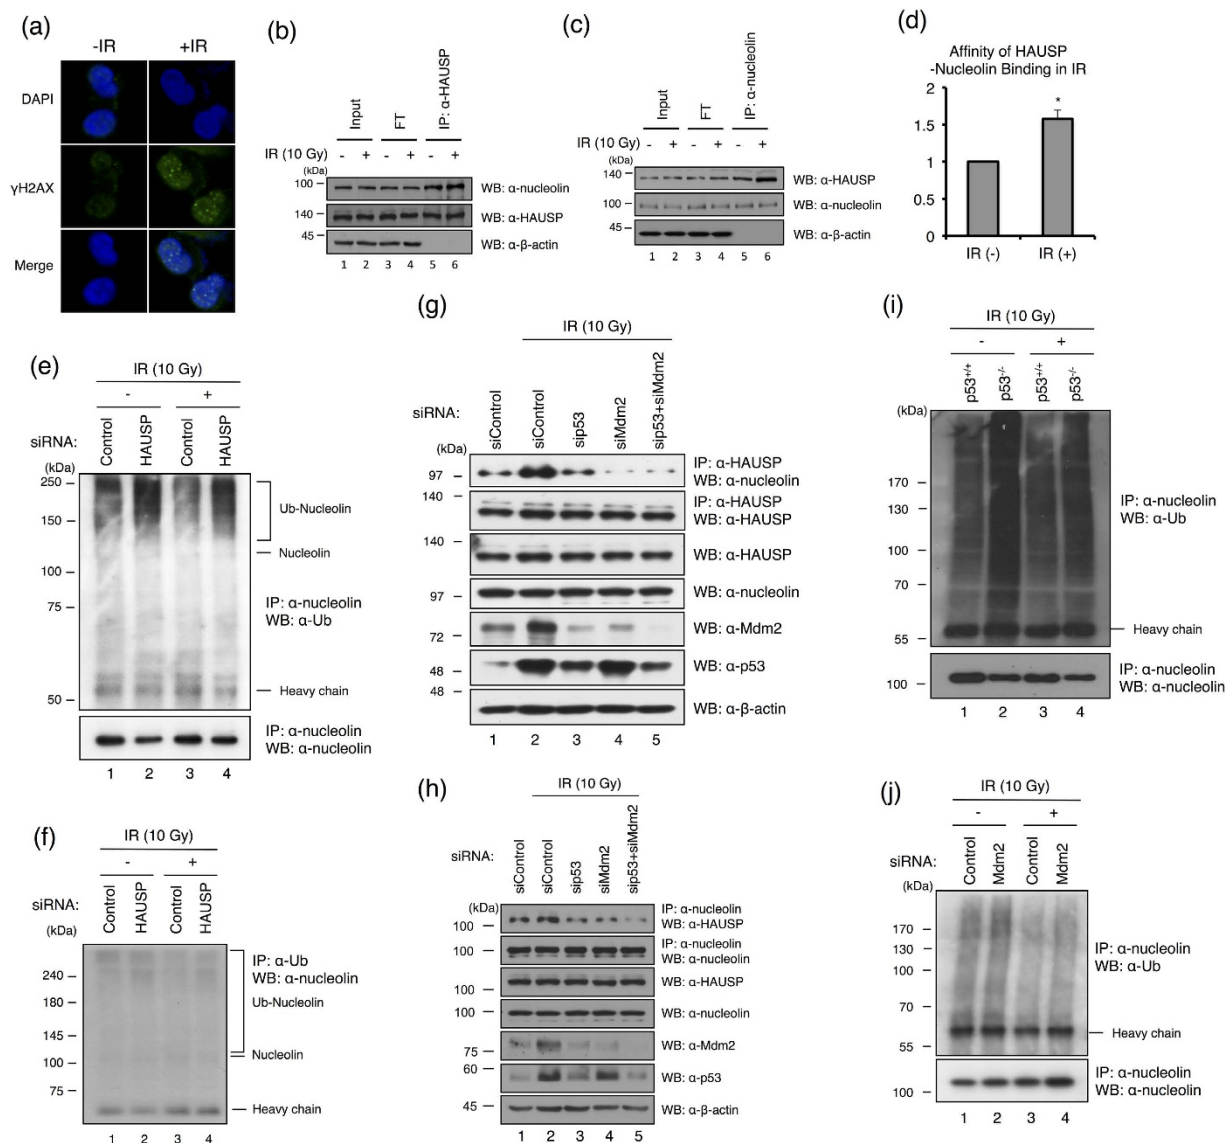 (a)
-IR +IR
DAPI
γH2AX
Merge
(b)
Input FT IP: α-HAUSP
IR (10 Gy) - + - + - +
(kDa)
100 WB: α-nucleolin
140 WB: α-HAUSP
45 WB: α-β-actin
1 2 3 4 5 6
(c)
Input FT IP: α-nucleolin
IR (10 Gy) - + - + - +
(kDa)
140 WB: α-HAUSP
100 WB: α-nucleolin
45 WB: α-β-actin
1 2 3 4 5 6
(d)
Affinity of HAUSP
-Nucleolin Binding in IR
2
1.5
1
0.5
0
*
IR (-) IR (+)
(e)
IR (10 Gy)
- +
siRNA: Control HAUSP Control HAUSP
(kDa)
250
150
100
75
50
Ub-Nucleolin
Nucleolin
IP: α-nucleolin
WB: α-Ub
Heavy chain
IP: α-nucleolin
WB: α-nucleolin
1 2 3 4
(f)
IR (10 Gy)
- +
siRNA: Control HAUSP Control HAUSP
(kDa)
240
180
145
100
75
IP: α-Ub
WB: α-nucleolin
Ub-Nucleolin
Nucleolin
Heavy chain
1 2 3 4
(g)
IR (10 Gy)
siRNA: siControl siControl sip53 siMdm2 sip53+siMdm2
(kDa)
97 IP: α-HAUSP
WB: α-nucleolin
140 IP: α-HAUSP
WB: α-HAUSP
140 WB: α-HAUSP
97 WB: α-nucleolin
72 WB: α-Mdm2
48 WB: α-p53
48 WB: α-β-actin
1 2 3 4 5
(h)
IR (10 Gy)
siRNA: siControl siControl sip53 siMdm2 sip53+siMdm2
(kDa)
100 IP: α-nucleolin
WB: α-HAUSP
100 IP: α-nucleolin
WB: α-nucleolin
100 WB: α-HAUSP
100 WB: α-nucleolin
75 WB: α-Mdm2
60 WB: α-p53
45 WB: α-β-actin
1 2 3 4 5
(i)
IR (10 Gy)
- +
p53+/+ p53-/- p53+/+ p53-/-
(kDa)
170
130
100
70
55
IP: α-nucleolin
WB: α-Ub
Heavy chain
100 IP: α-nucleolin
WB: α-nucleolin
1 2 3 4
(j)
IR (10 Gy)
- +
siRNA: Control Mdm2 Control Mdm2
(kDa)
170
130
100
70
55
IP: α-nucleolin
WB: α-Ub
Heavy chain
100 IP: α-nucleolin
WB: α-nucleolin
1 2 3 4